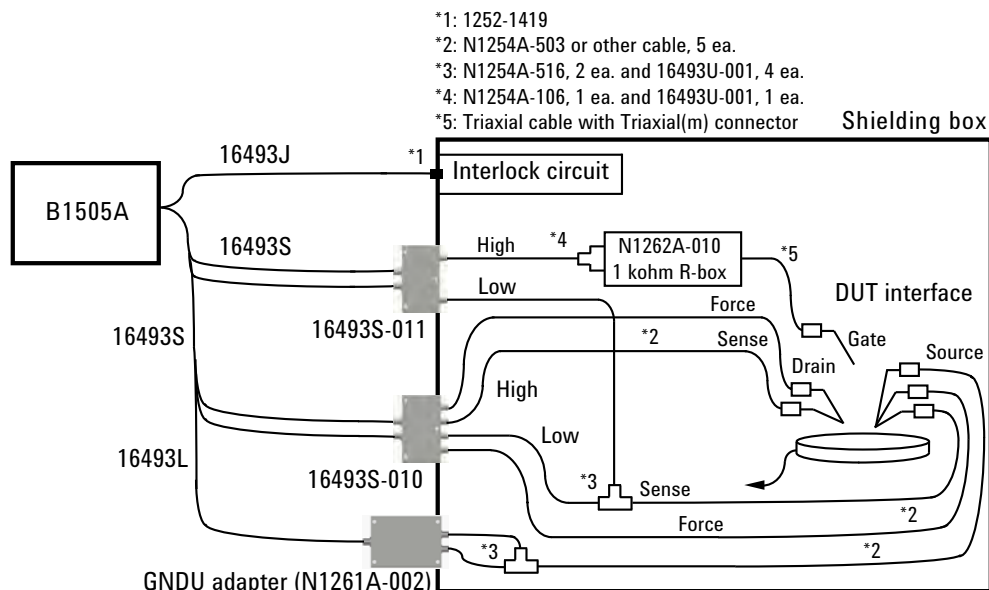 *1: 1252-1419
*2: N1254A-503 or other cable, 5 ea.
*3: N1254A-516, 2 ea. and 16493U-001, 4 ea.
*4: N1254A-106, 1 ea. and 16493U-001, 1 ea.
*5: Triaxial cable with Triaxial(m) connector
Shielding box
16493J
*1
Interlock circuit
B1505A
16493S
High
*4
N1262A-010
1 kohm R-box
*5
Low
DUT interface
16493S-011
Force
16493S
*2
Sense
Gate
Source
Drain
High
Low
16493L
16493S-010
*3
Sense
*2
Force
*3
*2
GNDU adapter (N1261A-002)